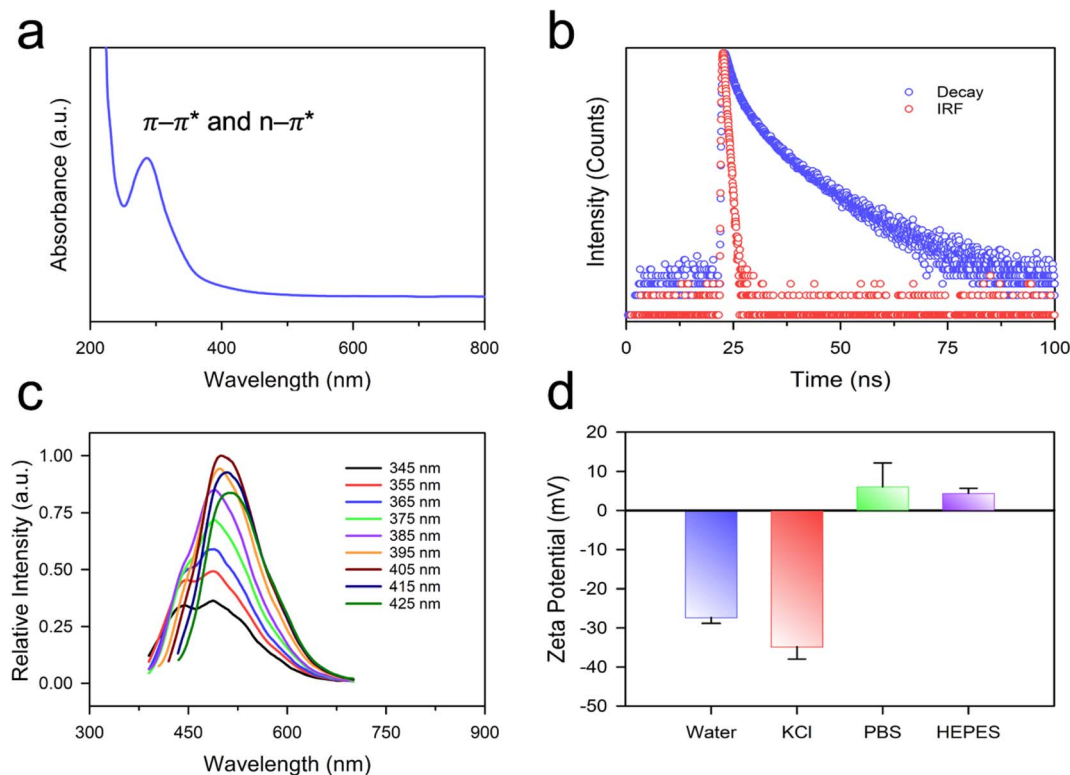 a
π–π* and n–π*
Absorbance (a.u.)
200
400
600
800
Wavelength (nm)
b
Decay
IRF
Intensity (Counts)
0
25
50
75
100
Time (ns)
c
1.00
0.75
0.50
0.25
0.00
Relative Intensity (a.u.)
345 nm
355 nm
365 nm
375 nm
385 nm
395 nm
405 nm
415 nm
425 nm
300
450
600
750
900
Wavelength (nm)
d
20
10
0
-10
-20
-30
-40
-50
Zeta Potential (mV)
Water
KCl
PBS
HEPES